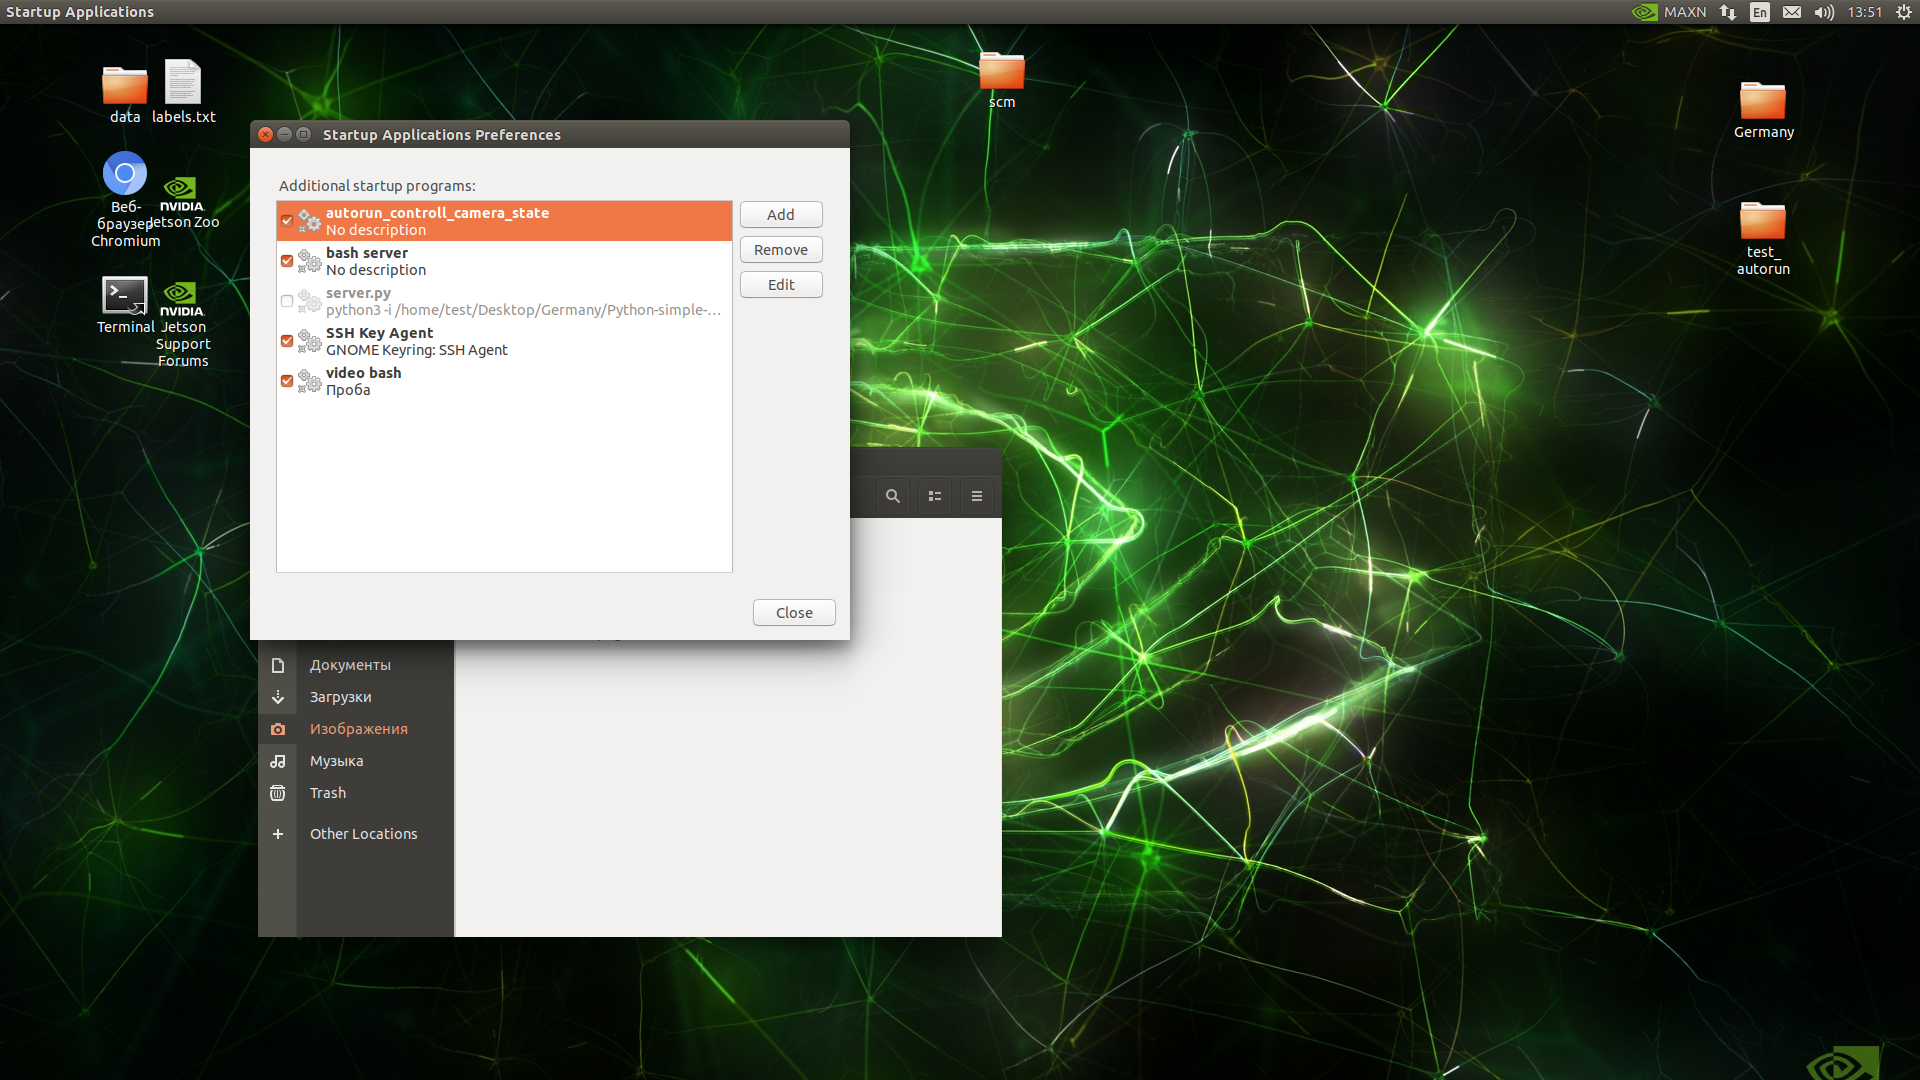 Startup Applications
MAXN
En
13:51
data
labels.txt
scm
Germany
Startup Applications Preferences
Additional startup programs:
autorun_controll_camera_state
No description
Add
bash server
No description
Remove
server.py
python3 -i /home/test/Desktop/Germany/Python-simple-...
Edit
SSH Key Agent
GNOME Keyring: SSH Agent
video bash
Проба
Close
Веб-
браузер
Chromium
NVIDIA.
Jetson Zoo
test_
autorun
Terminal
NVIDIA.
Jetson
Support
Forums
Документы
Загрузки
Изображения
Музыка
Trash
Other Locations